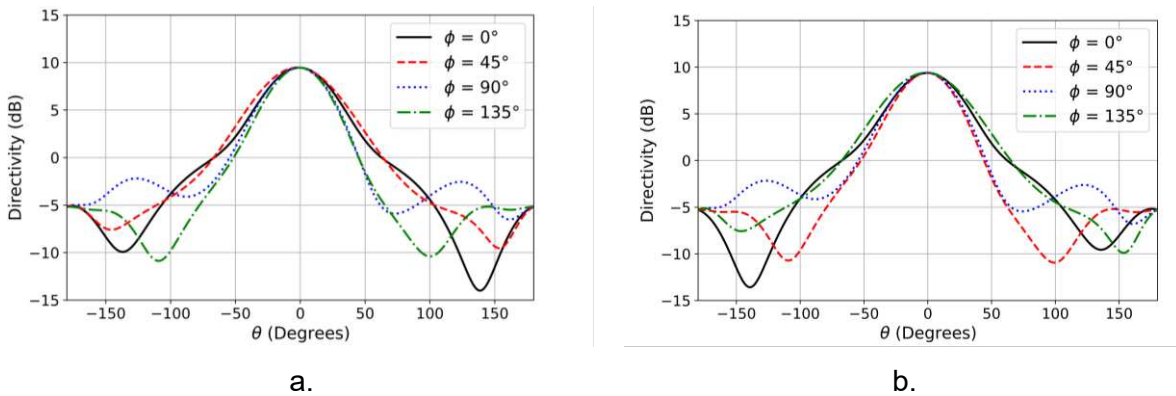 15
10
5
0
−5
−10
−15
Directivity (dB)
−150 −100 −50 0 50 100 150
θ (Degrees)
ϕ = 0°
ϕ = 45°
ϕ = 90°
ϕ = 135°
a.
15
10
5
0
−5
−10
−15
Directivity (dB)
−150 −100 −50 0 50 100 150
θ (Degrees)
ϕ = 0°
ϕ = 45°
ϕ = 90°
ϕ = 135°
b.